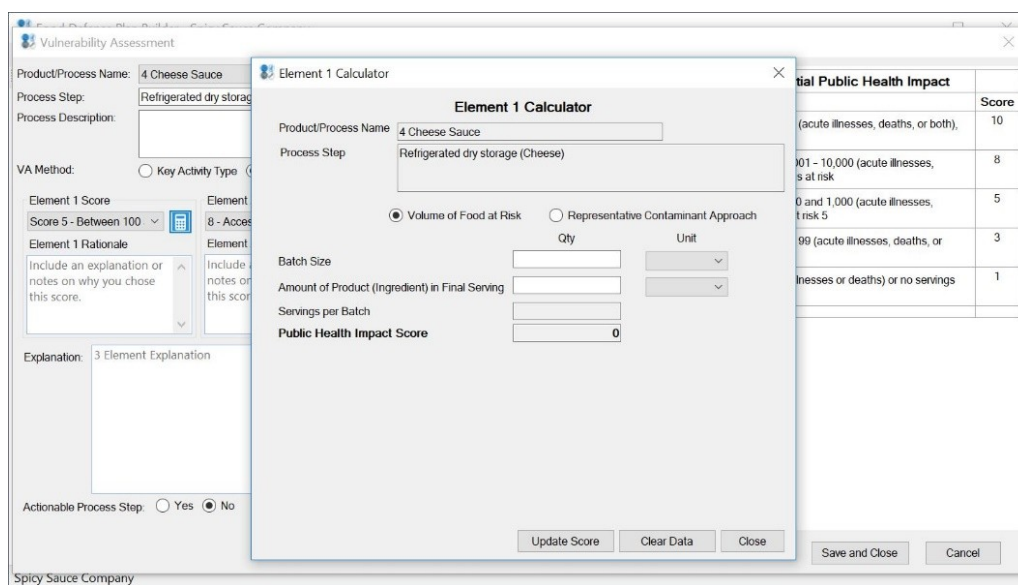 Vulnerability Assessment
Product/Process Name: 4 Cheese Sauce
Process Step: Refrigerated dry storag
Process Description:
VA Method: Key Activity Type
Element 1 Score
Element
Score 5 - Between 100
8 - Acces
Element 1 Rationale
Element
Include an explanation or
notes on why you chose
this score.
Include
notes or
this scor
Explanation: 3 Element Explanation
Actionable Process Step: Yes No
Spicy Sauce Company
Element 1 Calculator
Element 1 Calculator
Product/Process Name 4 Cheese Sauce
Process Step Refrigerated dry storage (Cheese)
Volume of Food at Risk Representative Contaminant Approach
Qty Unit
Batch Size
Amount of Product (Ingredient) in Final Serving
Servings per Batch
Public Health Impact Score 0
Update Score Clear Data Close
tial Public Health Impact
Score
(acute illnesses, deaths, or both), 10
001 - 10,000 (acute illnesses, 8
s at risk
0 and 1,000 (acute illnesses, 5
t risk 5
99 (acute illnesses, deaths, or 3
lnesses or deaths) or no servings 1
Save and Close Cancel